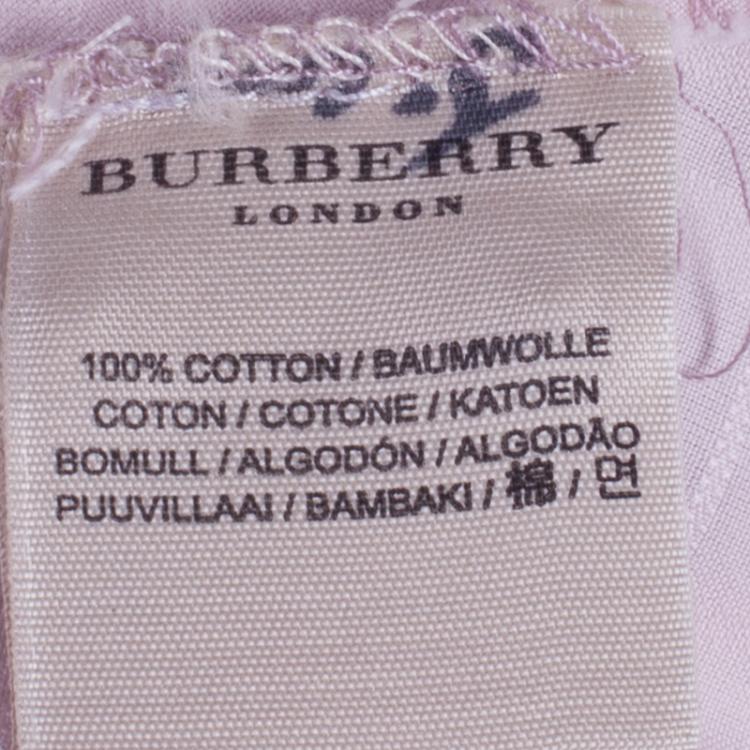 BURBERRY
LONDON
100% COTTON / BAUMWOLLE
COTON / COTONE / KATOEN
BOMULL / ALGODÓN / ALGODÃO
PUUVILLAAI / BAMBAKI / 棉 / 면